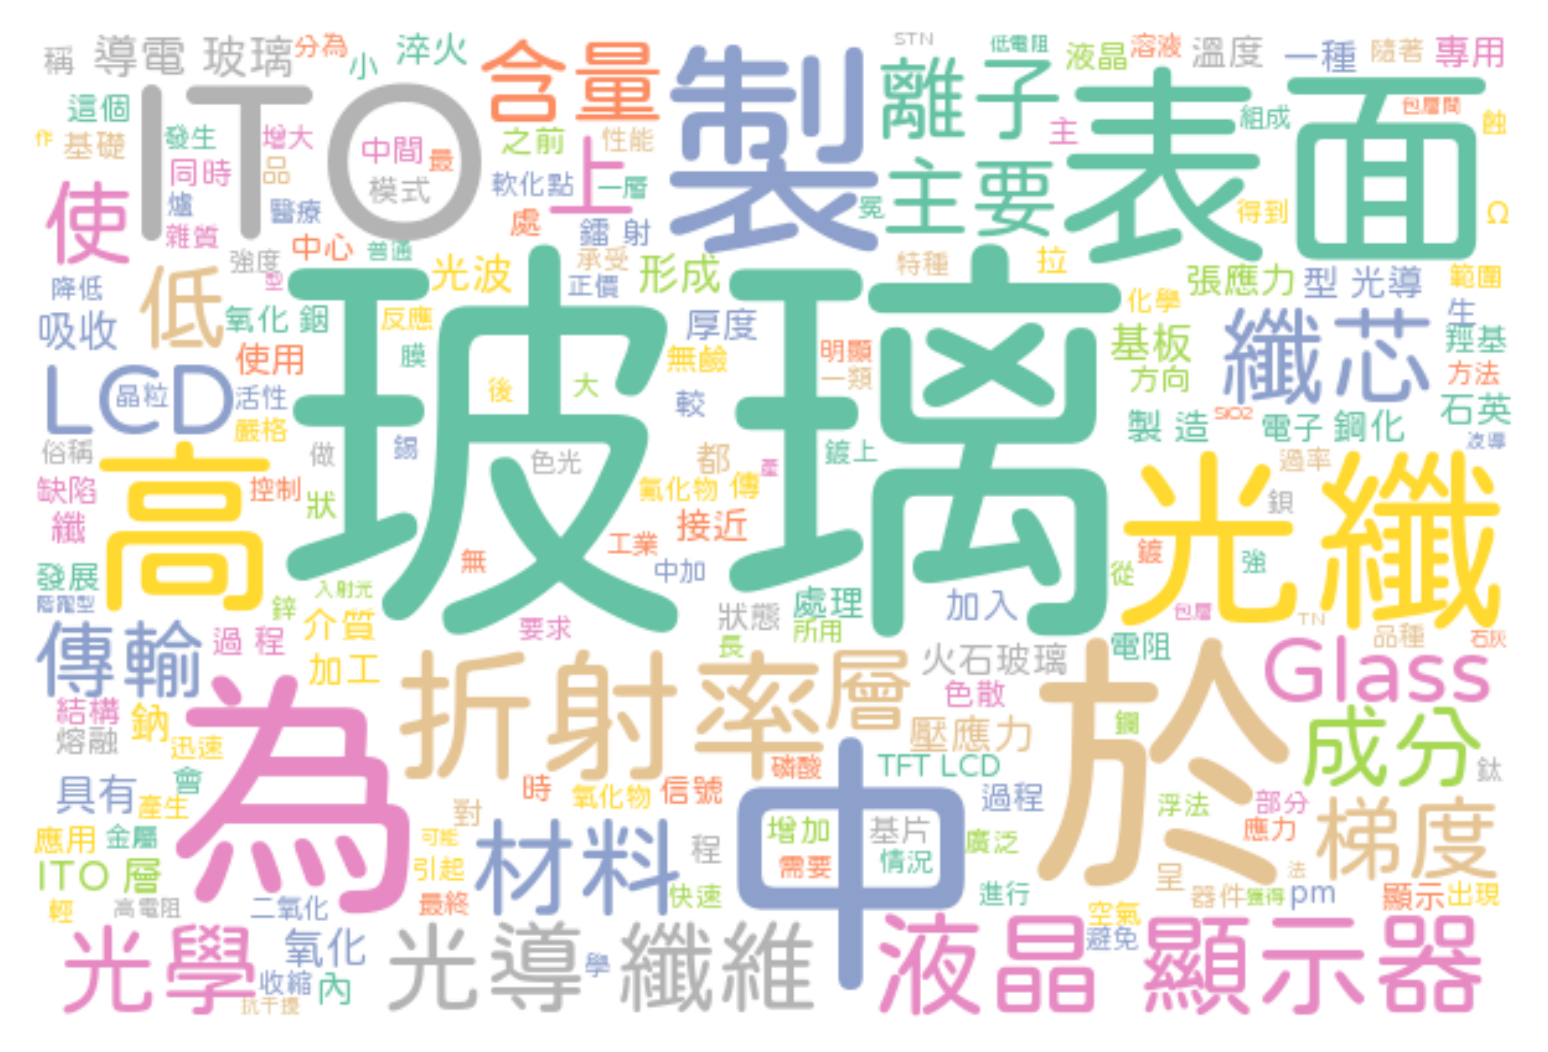 稱 導電 玻璃 分為 小 淬火 含量 製 STN 離子 低電阻 液晶 溶液 溫度 一種 隨著 專用
這個 ITO 表面 包層間 組成 蝕
作 基礎 發生 增大 中間 最 之前 上 性能 主
使 同時 品 模式 軟化點 一層 主要
爐 醫療 處 冕 得到 Ω
雜質 中心 普通 鐳 射
強度 型 光波 承受 形成 特種 拉 張應力 型 光導 範圍
降低 低 正價 化學 生
吸收 氧化 銦 反應 厚度 基板 纖芯 羥基
使用 膜 玻璃 無鹼 明顯 方向 方法
LCD 晶粒 活性 後 大 較 一類 石英
嚴格 製 造 SiO2 電子 鋼化 波導
俗稱 高 做 錫 色光 都 產 鍍上 光纖 過率
缺陷 控制 狀 氟化物 傳 鋇
纖 接近
無 工業 鍍 強
發展 中加 從
階躍型 鋅 入射光 處理 加入 包層 TN
傳輸 過 程 介質 要求 狀態 所用 電阻 品種 石灰
加工 長 火石玻璃 於 Glass
為 折射率 層 色散
結構 鈉 壓應力 鋼 成分
熔融 迅速
會 磷酸 TFT LCD 鈦
具有 產生 時 氧化物 信號 中 過程 浮法 部分 梯度
對
應用 金屬 可能 材料 程 增加 基片 廣泛 應力
ITO 層 引起 需要 情況 呈 法
輕 高電阻 二氧化 最終 快速 進行 器件 獲得 pm 顯示 出現
空氣
光學 氧化 光導 纖維 液晶 避免 顯示器
收縮 內 學
抗干擾